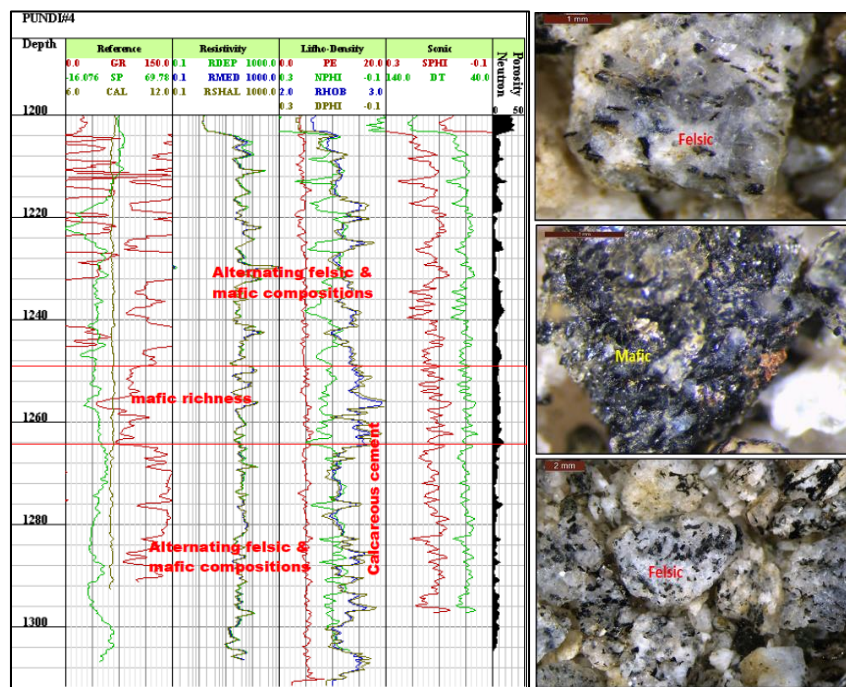 PUNDI#4
Depth
Reference
Resistivity
Litho-Density
Sonic
Neutron
Porosity
0.0 GR 150.0
0.1 RDEP 1000.0
0.0 PE 20.0
0.3 SPHI -0.1
-16.076 SP 69.78
0.1 RMED 1000.0
0.3 NPHI -0.1
140.0 DT 40.0
6.0 CAL 12.0
0.1 RSHAL 1000.0
2.0 RHOB 3.0
0.3 DPHI -0.1
0 50
1200
1220
Alternating felsic &
mafic compositions
1240
mafic richness
1260
Calcareous cement
1280
Alternating felsic &
mafic compositions
1300
1 mm
Felsic
Mafic
2 mm
Felsic